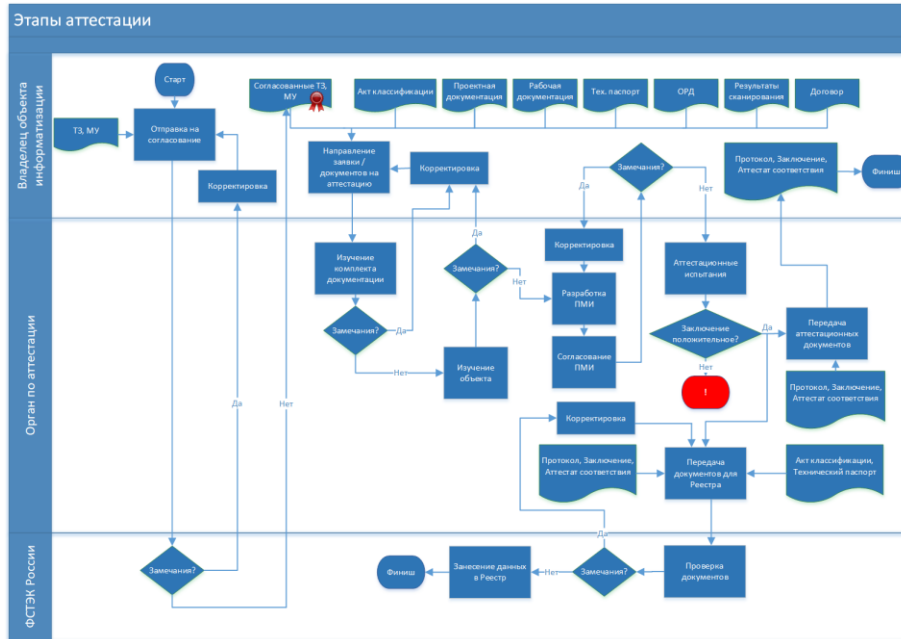 Этапы аттестации
Владелец объекта
информатизации
Старт
ТЗ, МУ
Отправка на
согласование
Корректировка
Согласованные ТЗ,
МУ
Акт классификации
Проектная
документация
Рабочая
документация
Тех. паспорт
ОРД
Результаты
сканирования
Договор
Направление
заявки /
документов на
аттестацию
Корректировка
Замечания?
Да
Нет
Протокол, Заключение,
Аттестат соответствия
Финиш
Орган по аттестации
Изучение
комплекта
документации
Замечания?
Да
Нет
Изучение
объекта
Замечания?
Да
Нет
Корректировка
Разработка
ПМИ
Согласование
ПМИ
Аттестационные
испытания
Заключение
положительное?
Да
Нет
!
Передача
аттестационных
документов
Протокол, Заключение,
Аттестат соответствия
Корректировка
Протокол, Заключение,
Аттестат соответствия
Передача
документов для
Реестра
Акт классификации,
Технический паспорт
Да
Нет
ФСТЭК России
Замечания?
Финиш
Занесение данных
в Реестр
Нет
Замечания?
Да
Проверка
документов